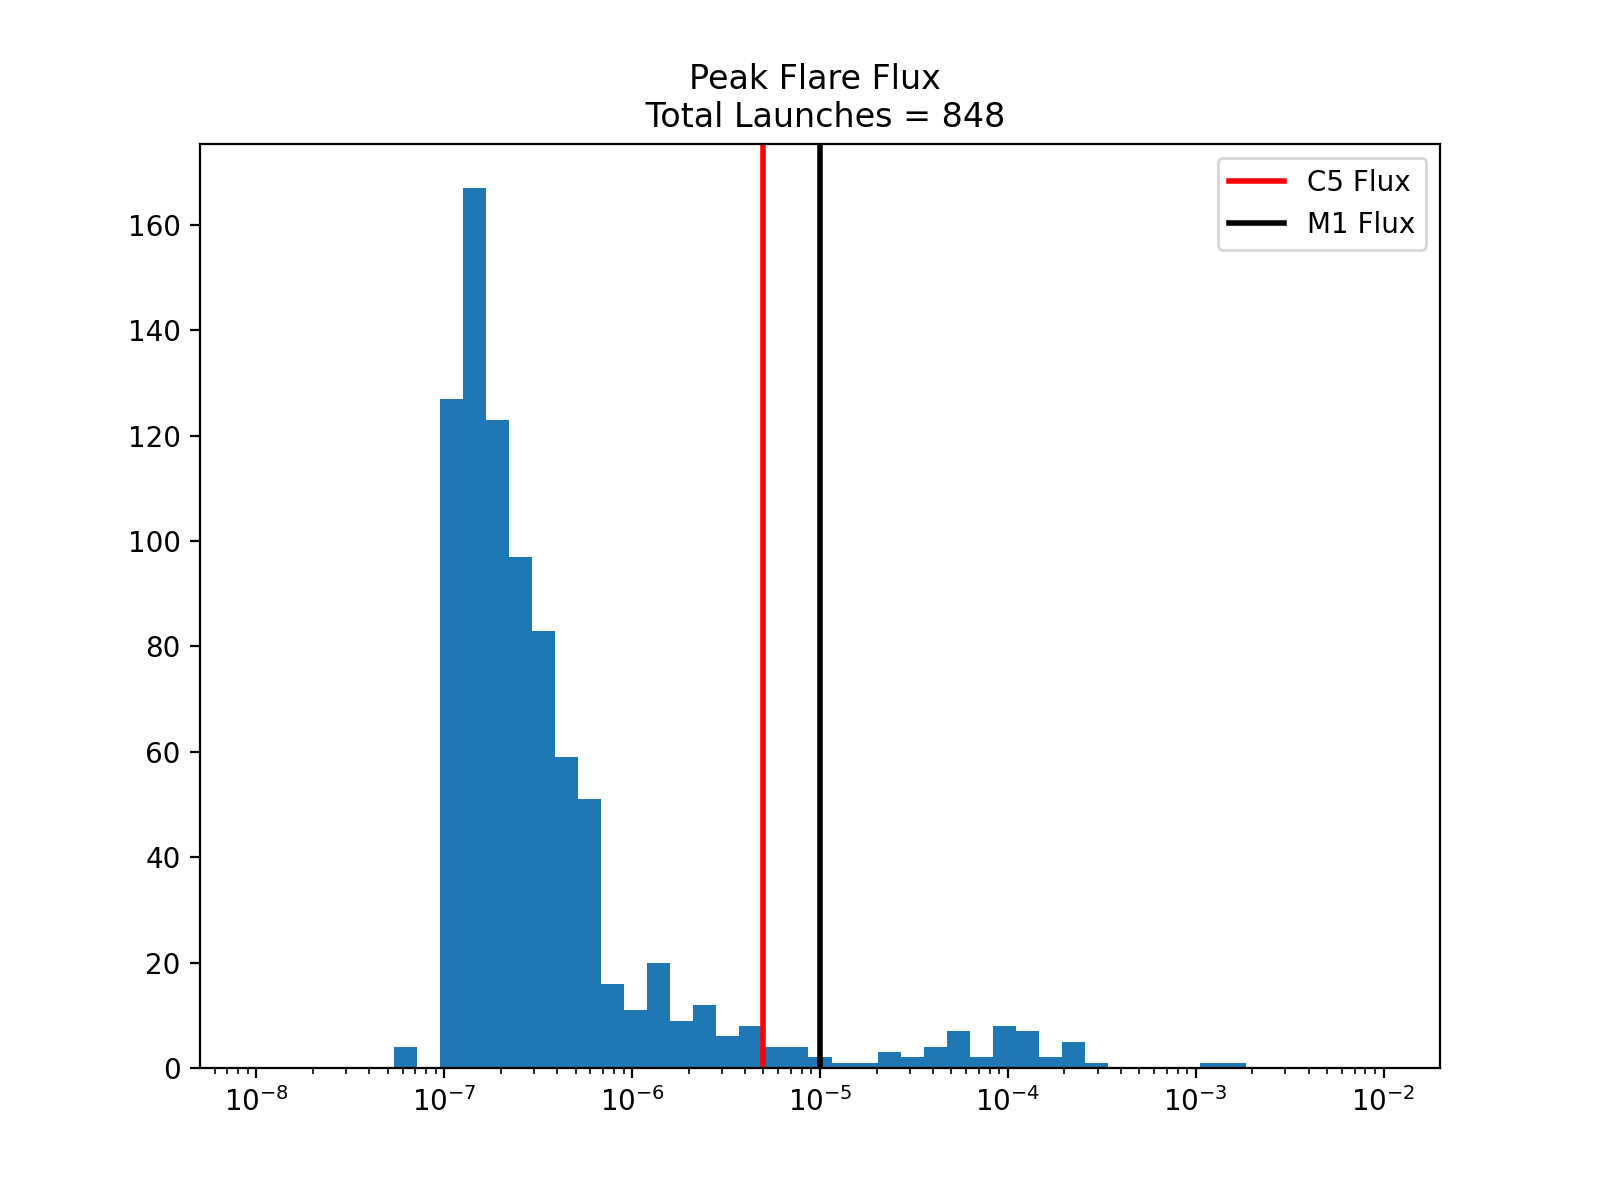 Peak Flare Flux
Total Launches = 848
C5 Flux
M1 Flux
160
140
120
100
80
60
40
20
0
10⁻⁸ 10⁻⁷ 10⁻⁶ 10⁻⁵ 10⁻⁴ 10⁻³ 10⁻²